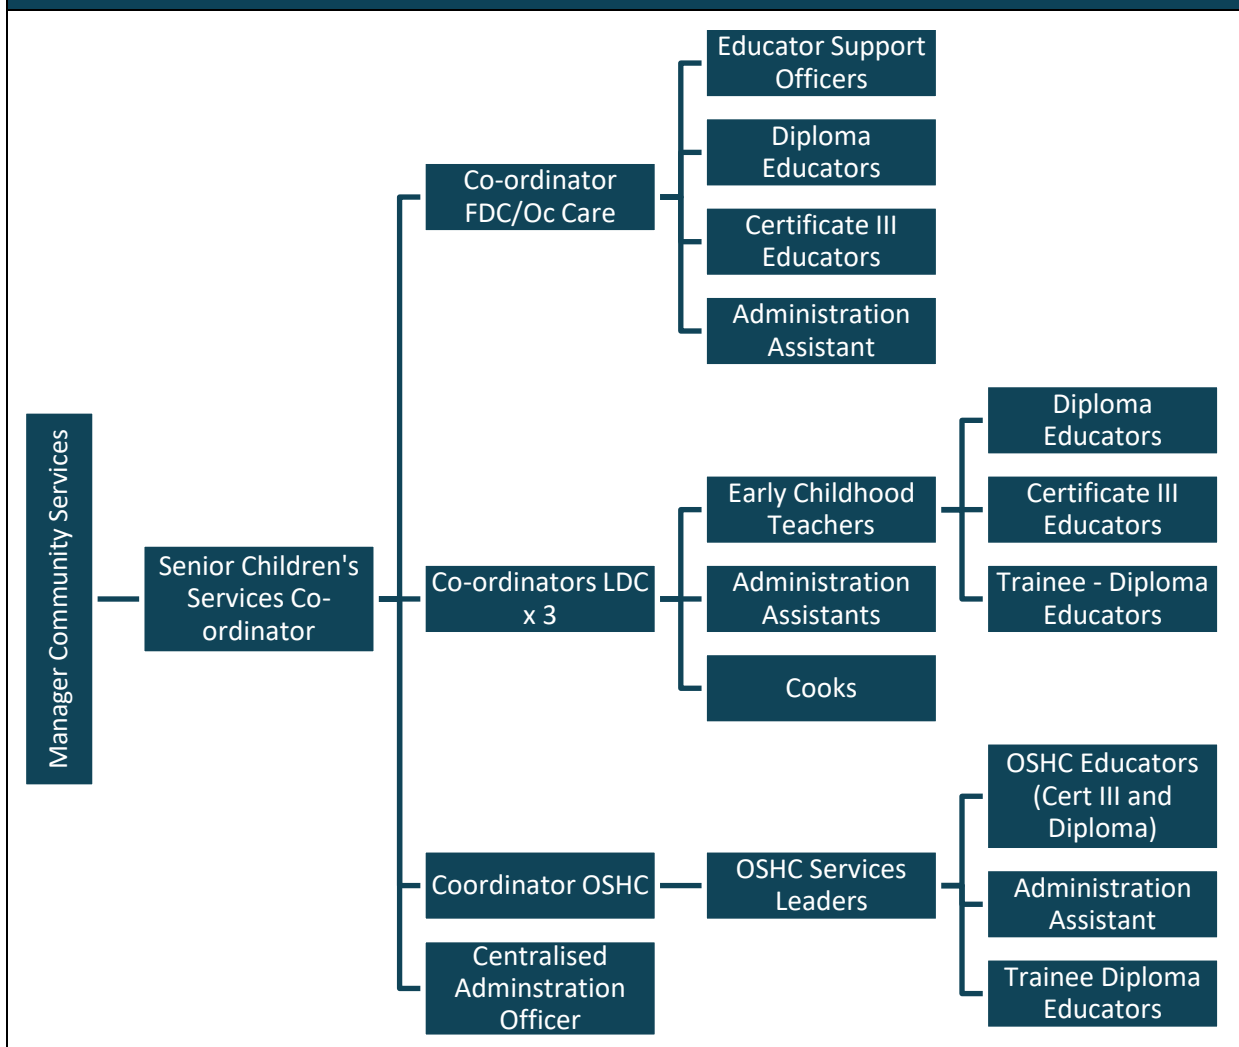 Manager Community Services
Senior Children's
Services Co-
ordinator
Co-ordinator
FDC/Oc Care
Educator Support
Officers
Diploma
Educators
Certificate III
Educators
Administration
Assistant
Co-ordinators LDC
x 3
Early Childhood
Teachers
Diploma
Educators
Certificate III
Educators
Trainee - Diploma
Educators
Administration
Assistants
Cooks
Coordinator OSHC
OSHC Services
Leaders
OSHC Educators
(Cert III and
Diploma)
Administration
Assistant
Trainee Diploma
Educators
Centralised
Adminstration
Officer